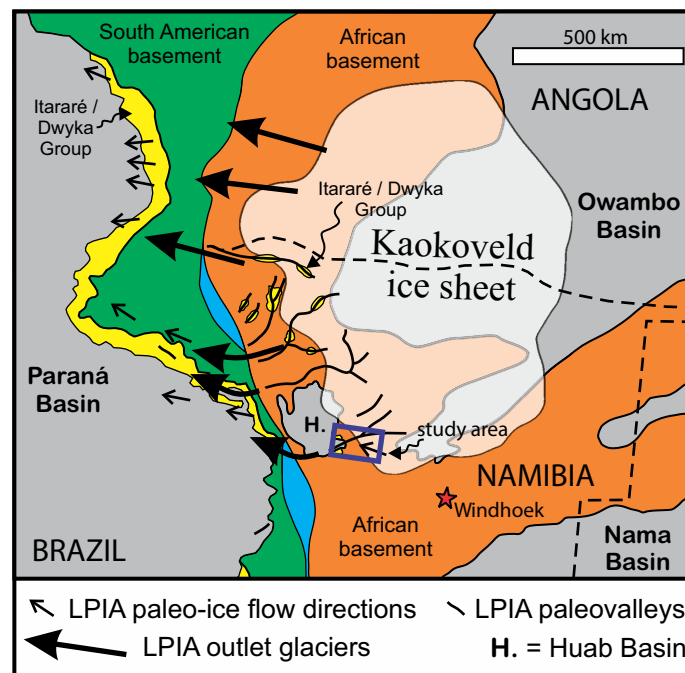 South American
basement
African
basement
500 km
ANGOLA
Itararé /
Dwyka
Group
Itararé / Dwyka
Group
Owambo
Basin
Kaokoveld
ice sheet
Paraná
Basin
H.
study area
NAMIBIA
Windhoek
African
basement
BRAZIL
Nama
Basin
LPIA paleo-ice flow directions
LPIA paleovalleys
LPIA outlet glaciers
H. = Huab Basin